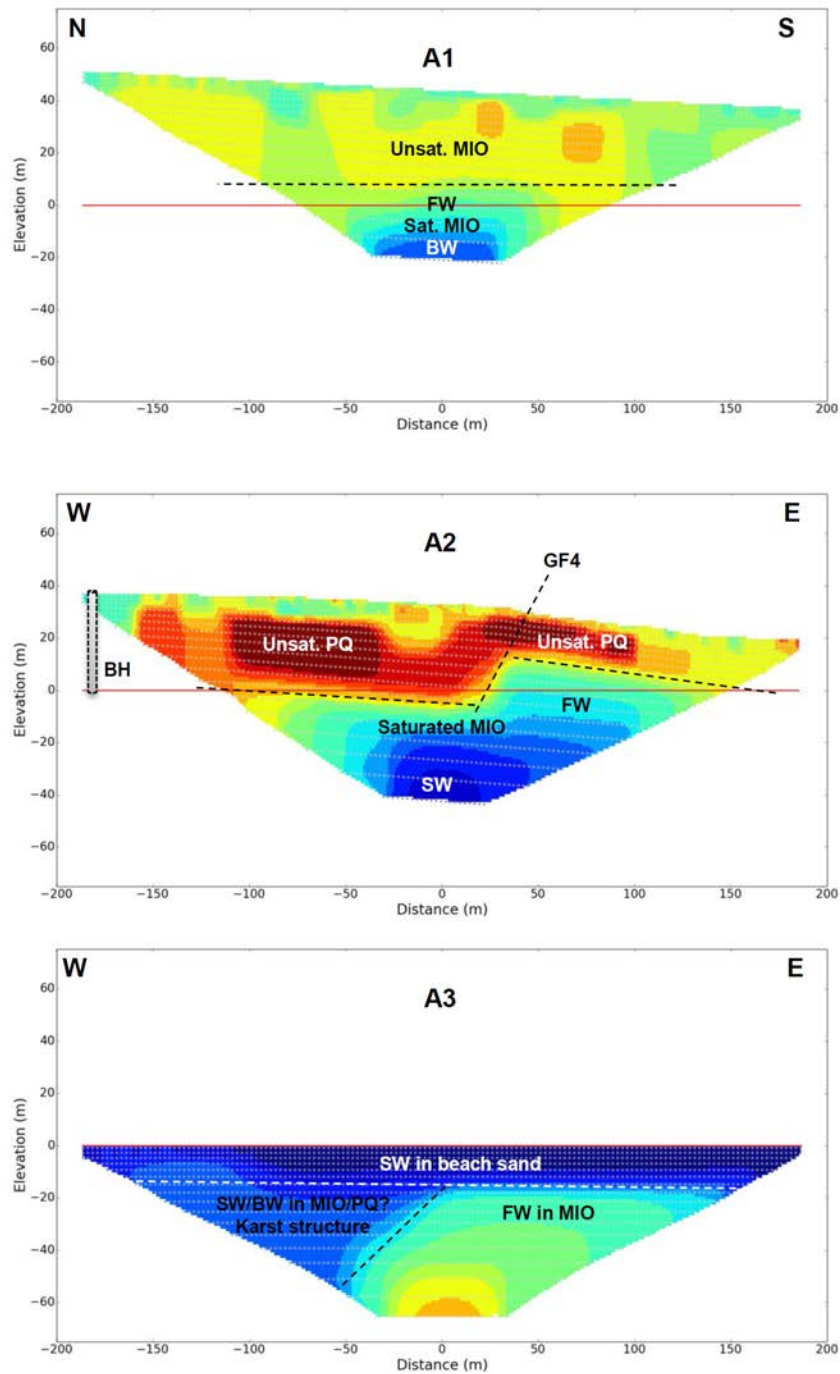 N
S
A1
60
40
20
0
−20
−40
−60
Elevation (m)
Unsat. MIO
FW
Sat. MIO
BW
−200
−150
−100
−50
0
50
100
150
200
Distance (m)
W
E
A2
GF4
60
40
20
0
−20
−40
−60
Elevation (m)
Unsat. PQ
Unsat. PQ
BH
FW
Saturated MIO
SW
−200
−150
−100
−50
0
50
100
150
200
Distance (m)
W
E
A3
60
40
20
0
−20
−40
−60
Elevation (m)
SW in beach sand
SW/BW in MIO/PQ?
Karst structure
FW in MIO
−200
−150
−100
−50
0
50
100
150
200
Distance (m)